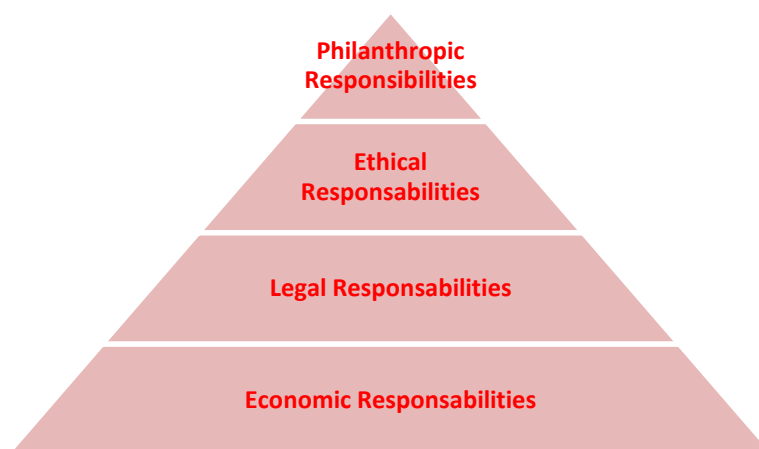 Philanthropic
Responsibilities
Ethical
Responsabilities
Legal Responsabilities
Economic Responsabilities